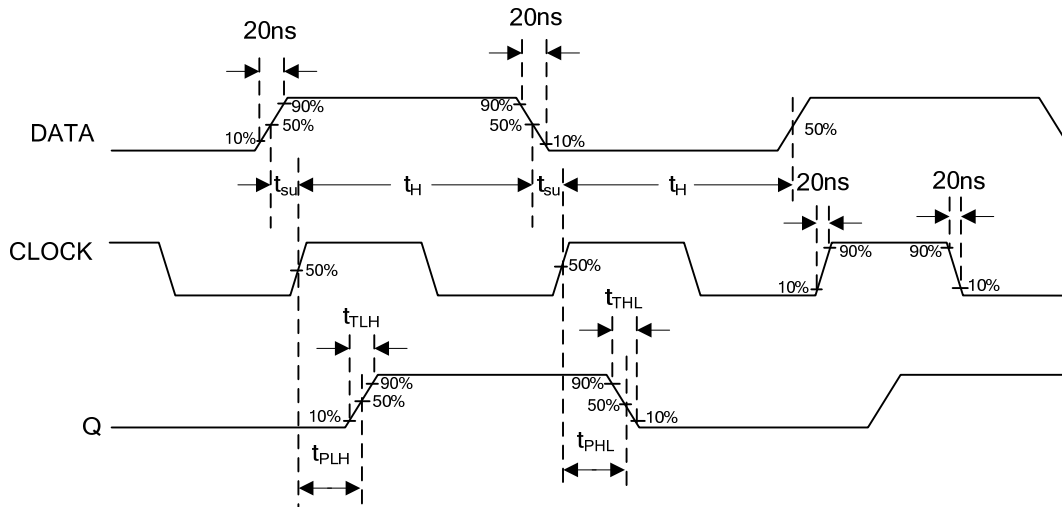 20ns 20ns
90% 90%
DATA 50% 50% 50%
10% 10%
t_su t_H t_su t_H 20ns 20ns
CLOCK 90% 90%
50% 50%
10% 10%
t_TLH t_THL
90% 90%
50% 50%
Q 10% 10%
t_PLH t_PHL